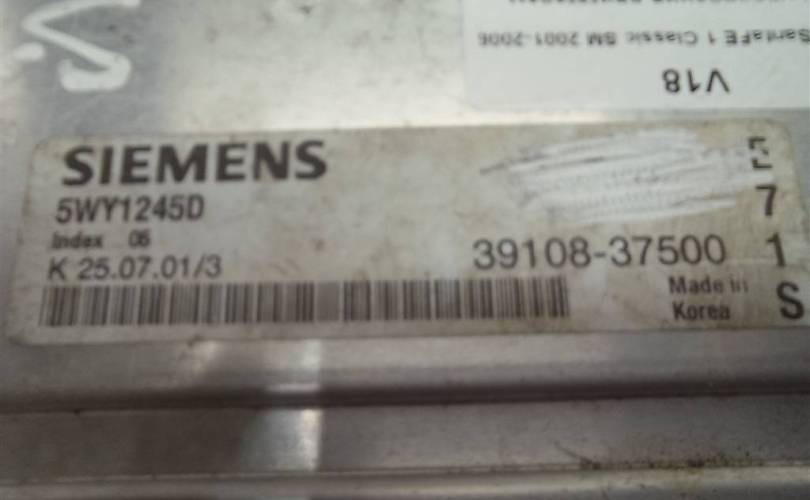 SantaFE 1 Classic SM 2001-2006
V18
SIEMENS
5WY1245D
Index 06
K 25.07.01/3
39108-37500
Made in
Korea
E
7
1
S